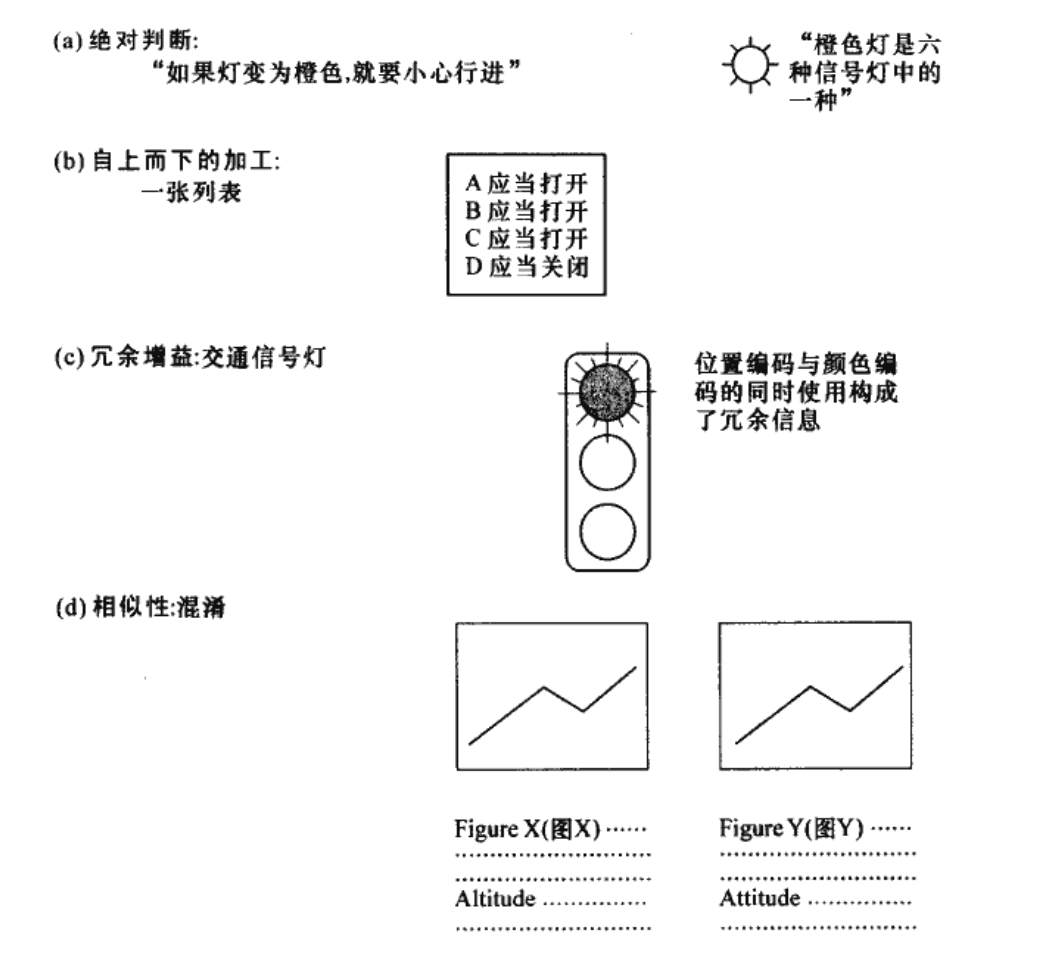 (a) 绝对判断:
“如果灯变为橙色,就要小心行进”
“橙色灯是六
种信号灯中的
一种”
(b) 自上而下的加工:
一张列表
A 应当打开
B 应当打开
C 应当打开
D 应当关闭
(c) 冗余增益:交通信号灯
位置编码与颜色编
码的同时使用构成
了冗余信息
(d) 相似性:混淆
Figure X(图X) ······
Figure Y(图Y) ······
Altitude ···············
Attitude ···············